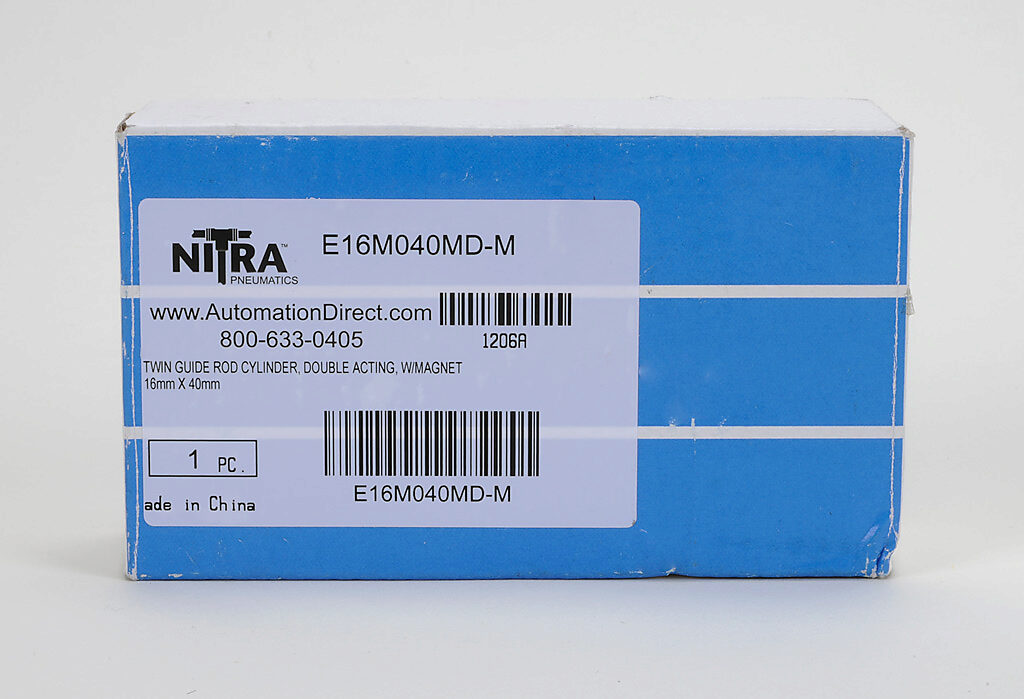 NITRA™ E16M040MD-M
PNEUMATICS
www.AutomationDirect.com
800-633-0405 1206A
TWIN GUIDE ROD CYLINDER, DOUBLE ACTING, W/MAGNET
16mm X 40mm
1 PC.
E16M040MD-M
ade in China